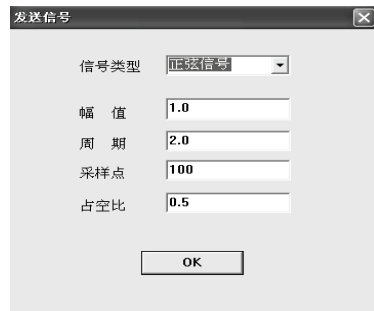 发送信号
信号类型 正弦信号
幅 值 1.0
周 期 2.0
采样点 100
占空比 0.5
OK